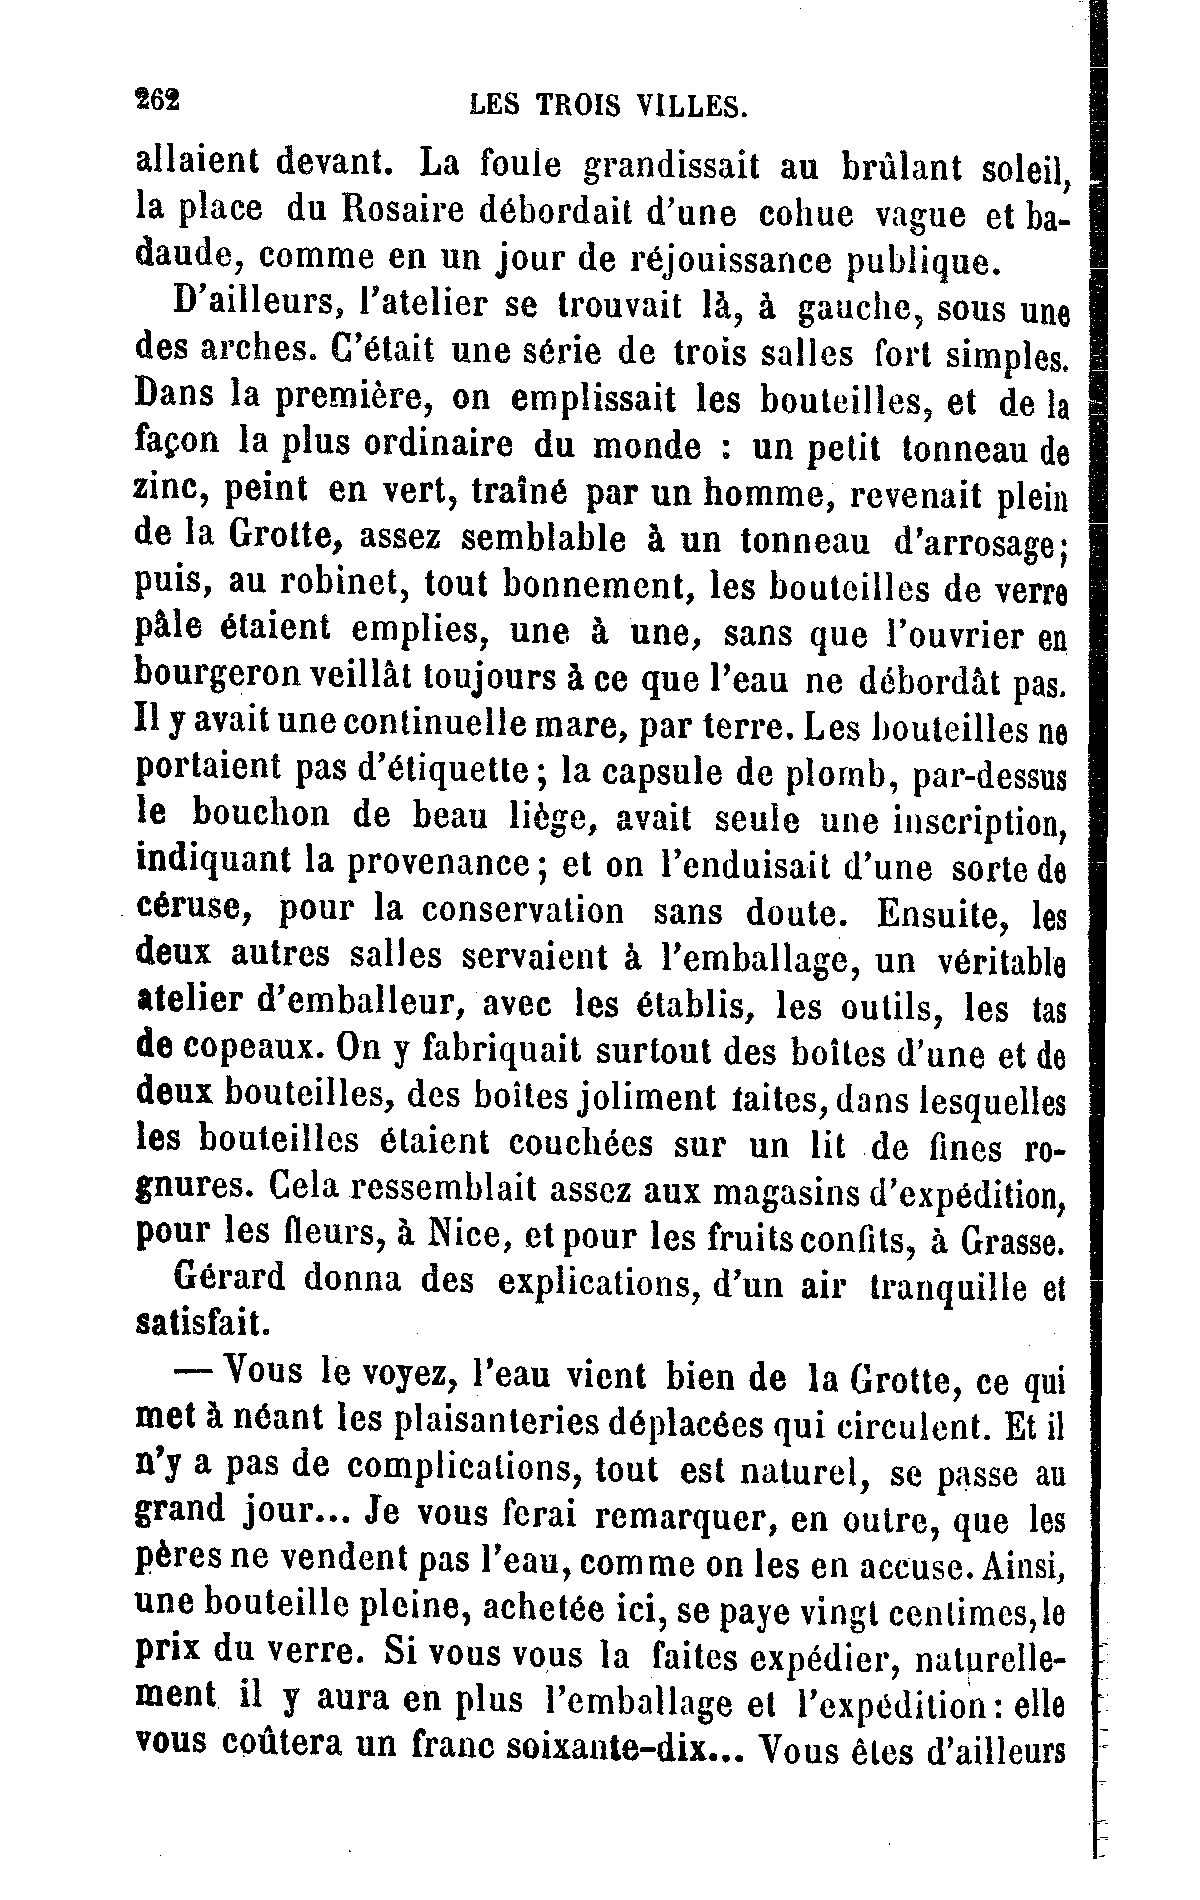 262 LES TROIS VILLES.
allaient devant. La foule grandissait au brûlant soleil,
la place du Rosaire débordait d'une cohue vague et ba-
daude, comme en un jour de réjouissance publique.
D'ailleurs, l'atelier se trouvait là, à gauche, sous une
des arches. C'était une série de trois salles fort simples.
Dans la première, on emplissait les bouteilles, et de la
façon la plus ordinaire du monde : un petit tonneau de
zinc, peint en vert, traîné par un homme, revenait plein
de la Grotte, assez semblable à un tonneau d'arrosage;
puis, au robinet, tout bonnement, les bouteilles de verre
pâle étaient emplies, une à une, sans que l'ouvrier en
bourgeron veillât toujours à ce que l'eau ne débordât pas.
Il y avait une continuelle mare, par terre. Les bouteilles ne
portaient pas d'étiquette; la capsule de plomb, par-dessus
le bouchon de beau liège, avait seule une inscription,
indiquant la provenance; et on l'enduisait d'une sorte de
céruse, pour la conservation sans doute. Ensuite, les
deux autres salles servaient à l'emballage, un véritable
atelier d'emballeur, avec les établis, les outils, les tas
de copeaux. On y fabriquait surtout des boîtes d'une et de
deux bouteilles, des boîtes joliment faites, dans lesquelles
les bouteilles étaient couchées sur un lit de fines ro-
gnures. Cela ressemblait assez aux magasins d'expédition,
pour les fleurs, à Nice, et pour les fruits confits, à Grasse.
Gérard donna des explications, d'un air tranquille et
satisfait.
— Vous le voyez, l'eau vient bien de la Grotte, ce qui
met à néant les plaisanteries déplacées qui circulent. Et il
n'y a pas de complications, tout est naturel, se passe au
grand jour... Je vous ferai remarquer, en outre, que les
pères ne vendent pas l'eau, comme on les en accuse. Ainsi,
une bouteille pleine, achetée ici, se paye vingt centimes, le
prix du verre. Si vous vous la faites expédier, naturelle-
ment il y aura en plus l'emballage et l'expédition : elle
vous coûtera un franc soixante-dix... Vous êtes d'ailleurs